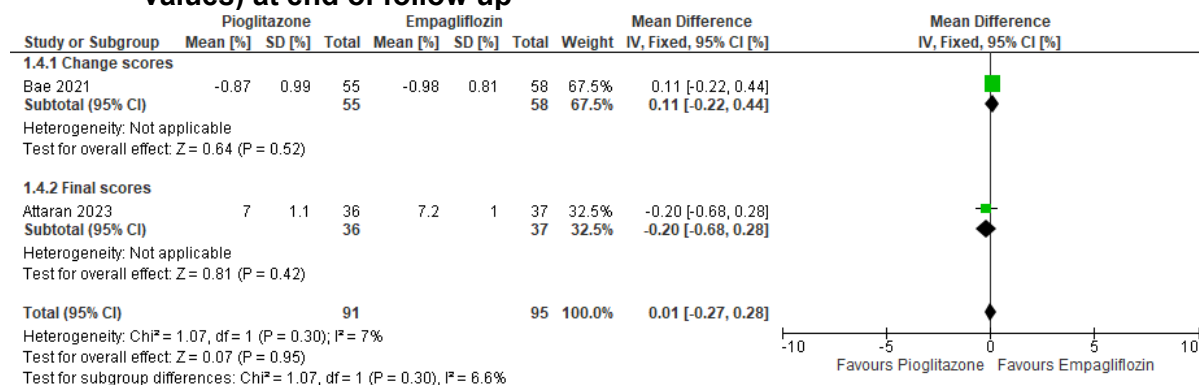 values) at end of follow up
Pioglitazone Empagliflozin Mean Difference Mean Difference
Study or Subgroup Mean [%] SD [%] Total Mean [%] SD [%] Total Weight IV, Fixed, 95% CI [%] IV, Fixed, 95% CI [%]
1.4.1 Change scores
Bae 2021 -0.87 0.99 55 -0.98 0.81 58 67.5% 0.11 [-0.22, 0.44]
Subtotal (95% CI) 55 58 67.5% 0.11 [-0.22, 0.44]
Heterogeneity: Not applicable
Test for overall effect: Z = 0.64 (P = 0.52)
1.4.2 Final scores
Attaran 2023 7 1.1 36 7.2 1 37 32.5% -0.20 [-0.68, 0.28]
Subtotal (95% CI) 36 37 32.5% -0.20 [-0.68, 0.28]
Heterogeneity: Not applicable
Test for overall effect: Z = 0.81 (P = 0.42)
Total (95% CI) 91 95 100.0% 0.01 [-0.27, 0.28]
Heterogeneity: Chi² = 1.07, df = 1 (P = 0.30); I² = 7%
Test for overall effect: Z = 0.07 (P = 0.95)
Test for subgroup differences: Chi² = 1.07, df = 1 (P = 0.30), I² = 6.6%
-10 -5 0 5 10
Favours Pioglitazone Favours Empagliflozin